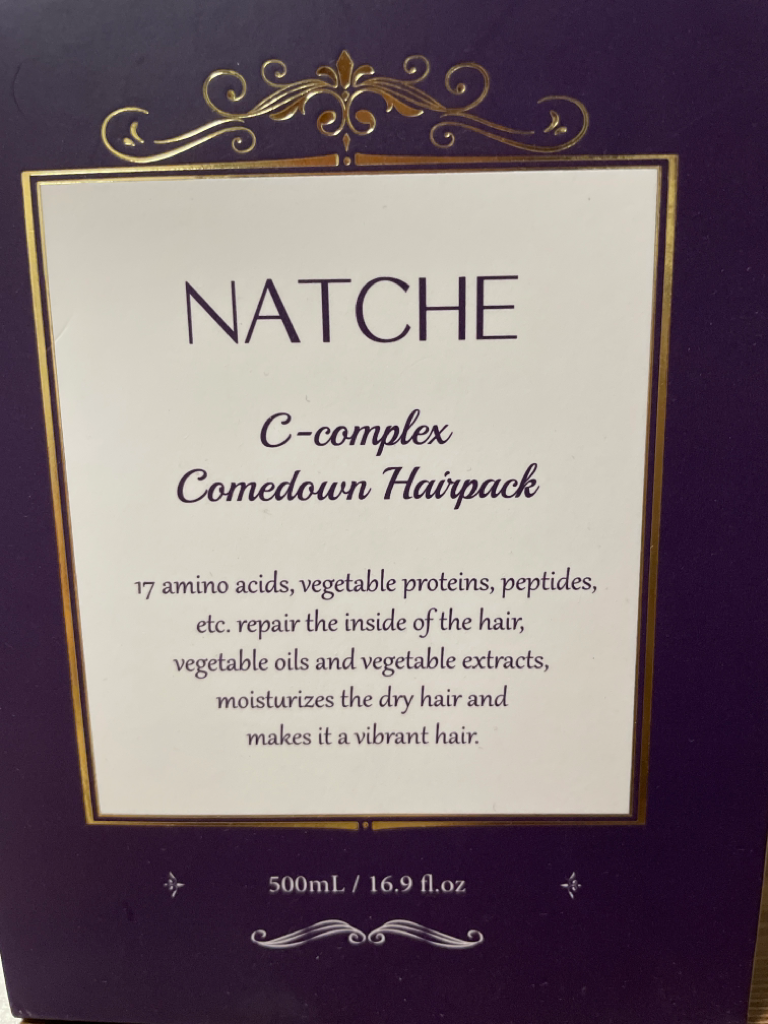 NATCHE
C-complex
Comedown Hairpack
17 amino acids, vegetable proteins, peptides,
etc. repair the inside of the hair,
vegetable oils and vegetable extracts,
moisturizes the dry hair and
makes it a vibrant hair.
500mL / 16.9 fl.oz